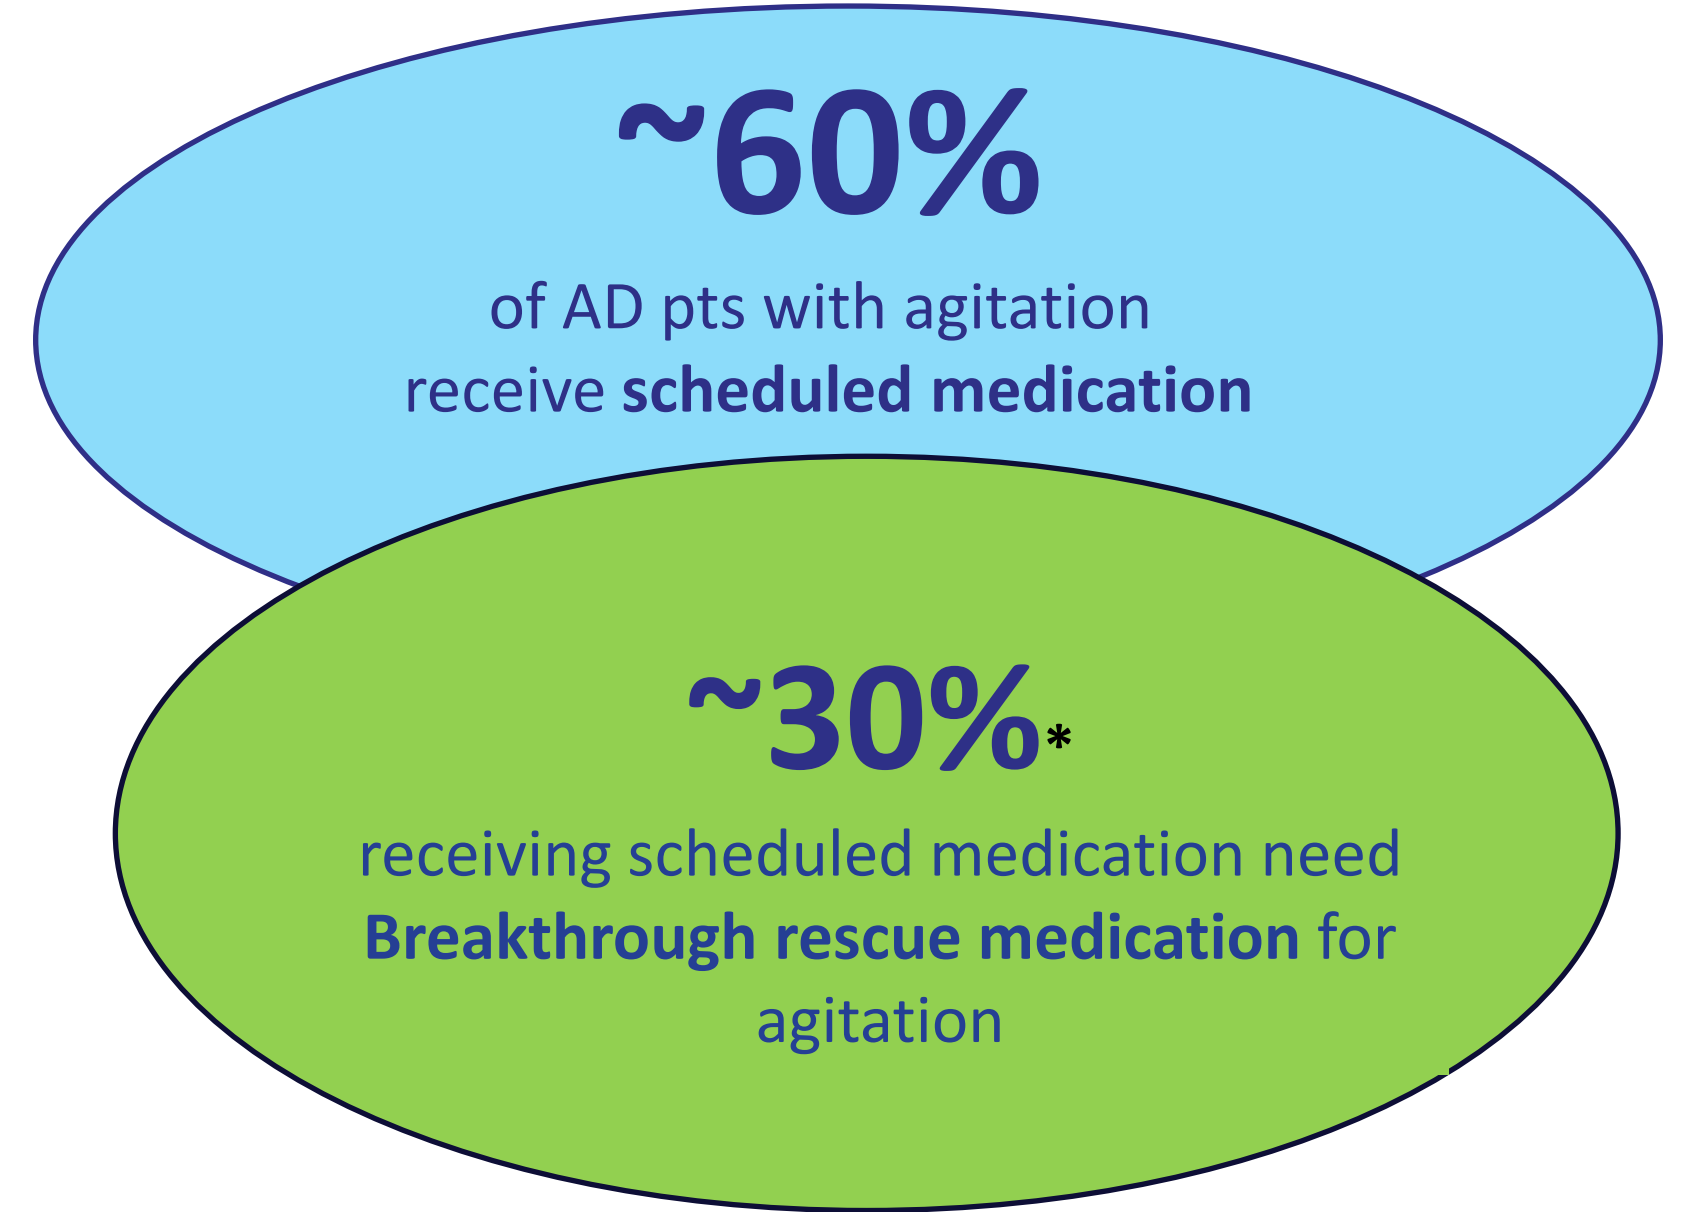 ~60%
of AD pts with agitation
receive scheduled medication
~30%*
receiving scheduled medication need
Breakthrough rescue medication for
agitation